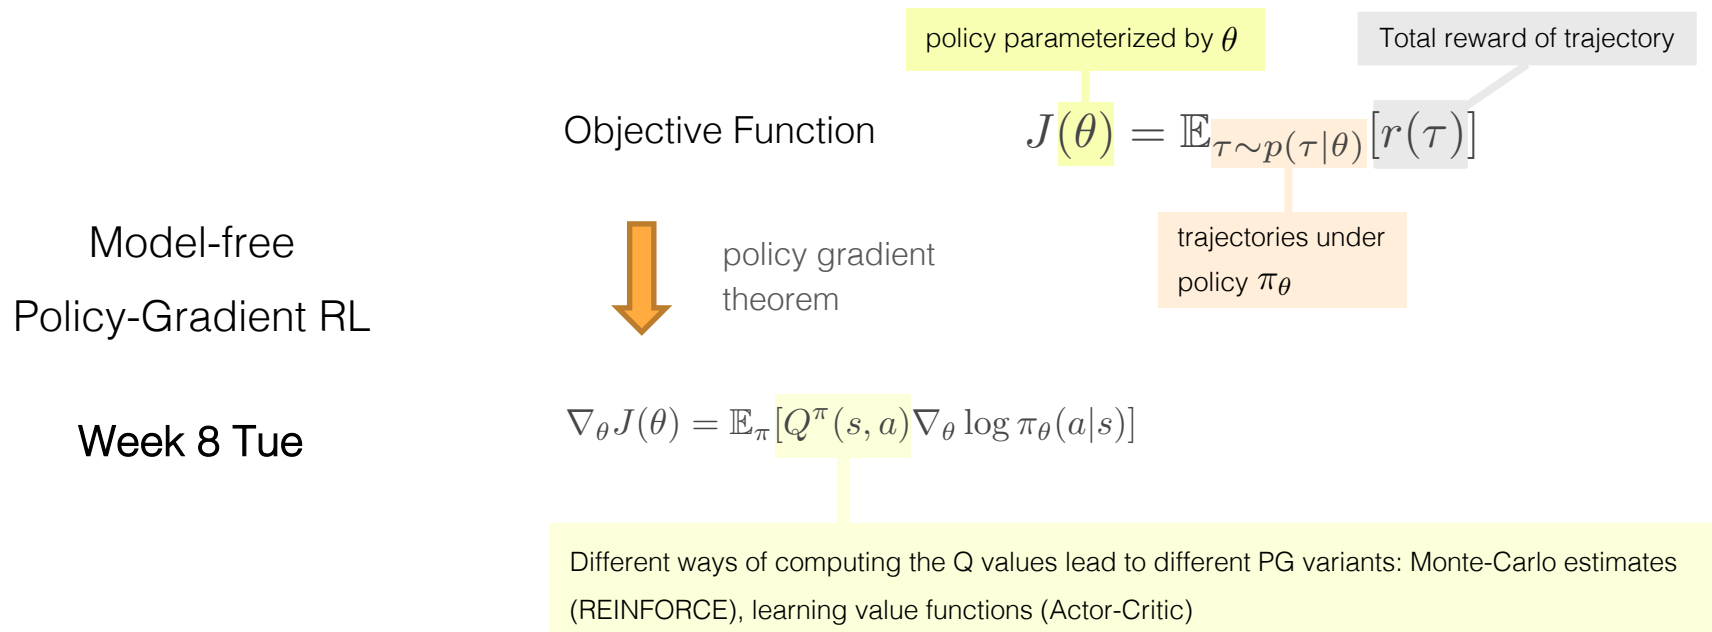 policy parameterized by θ
Total reward of trajectory
Objective Function
J(θ) = 𝔼_{τ∼p(τ|θ)}[r(τ)]
trajectories under
policy π_θ
Model-free
Policy-Gradient RL
policy gradient
theorem
Week 8 Tue
∇_θ J(θ) = 𝔼_π[Q^π(s, a)∇_θ log π_θ(a|s)]
Different ways of computing the Q values lead to different PG variants: Monte-Carlo estimates
(REINFORCE), learning value functions (Actor-Critic)